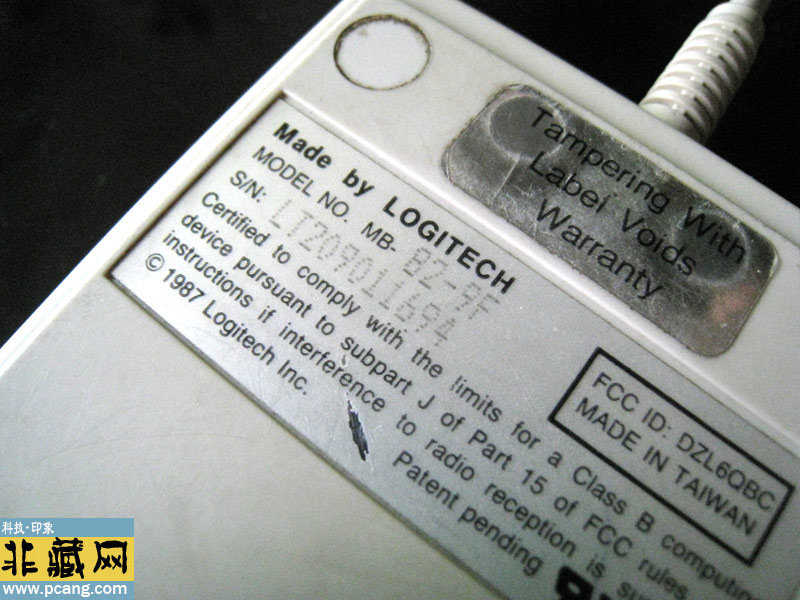 Tampering With
Label Voids
Warranty
Made by LOGITECH
MODEL NO. MB- B2-9F
S/N: LT209011694
Certified to comply with the limits for a Class B computing
device pursuant to subpart J of Part 15 of FCC rules.
instructions if interference to radio reception is
© 1987 Logitech Inc.
Patent pending
FCC ID: DZL6QBC
MADE IN TAIWAN
科技·印象
非藏网
www.pcang.com